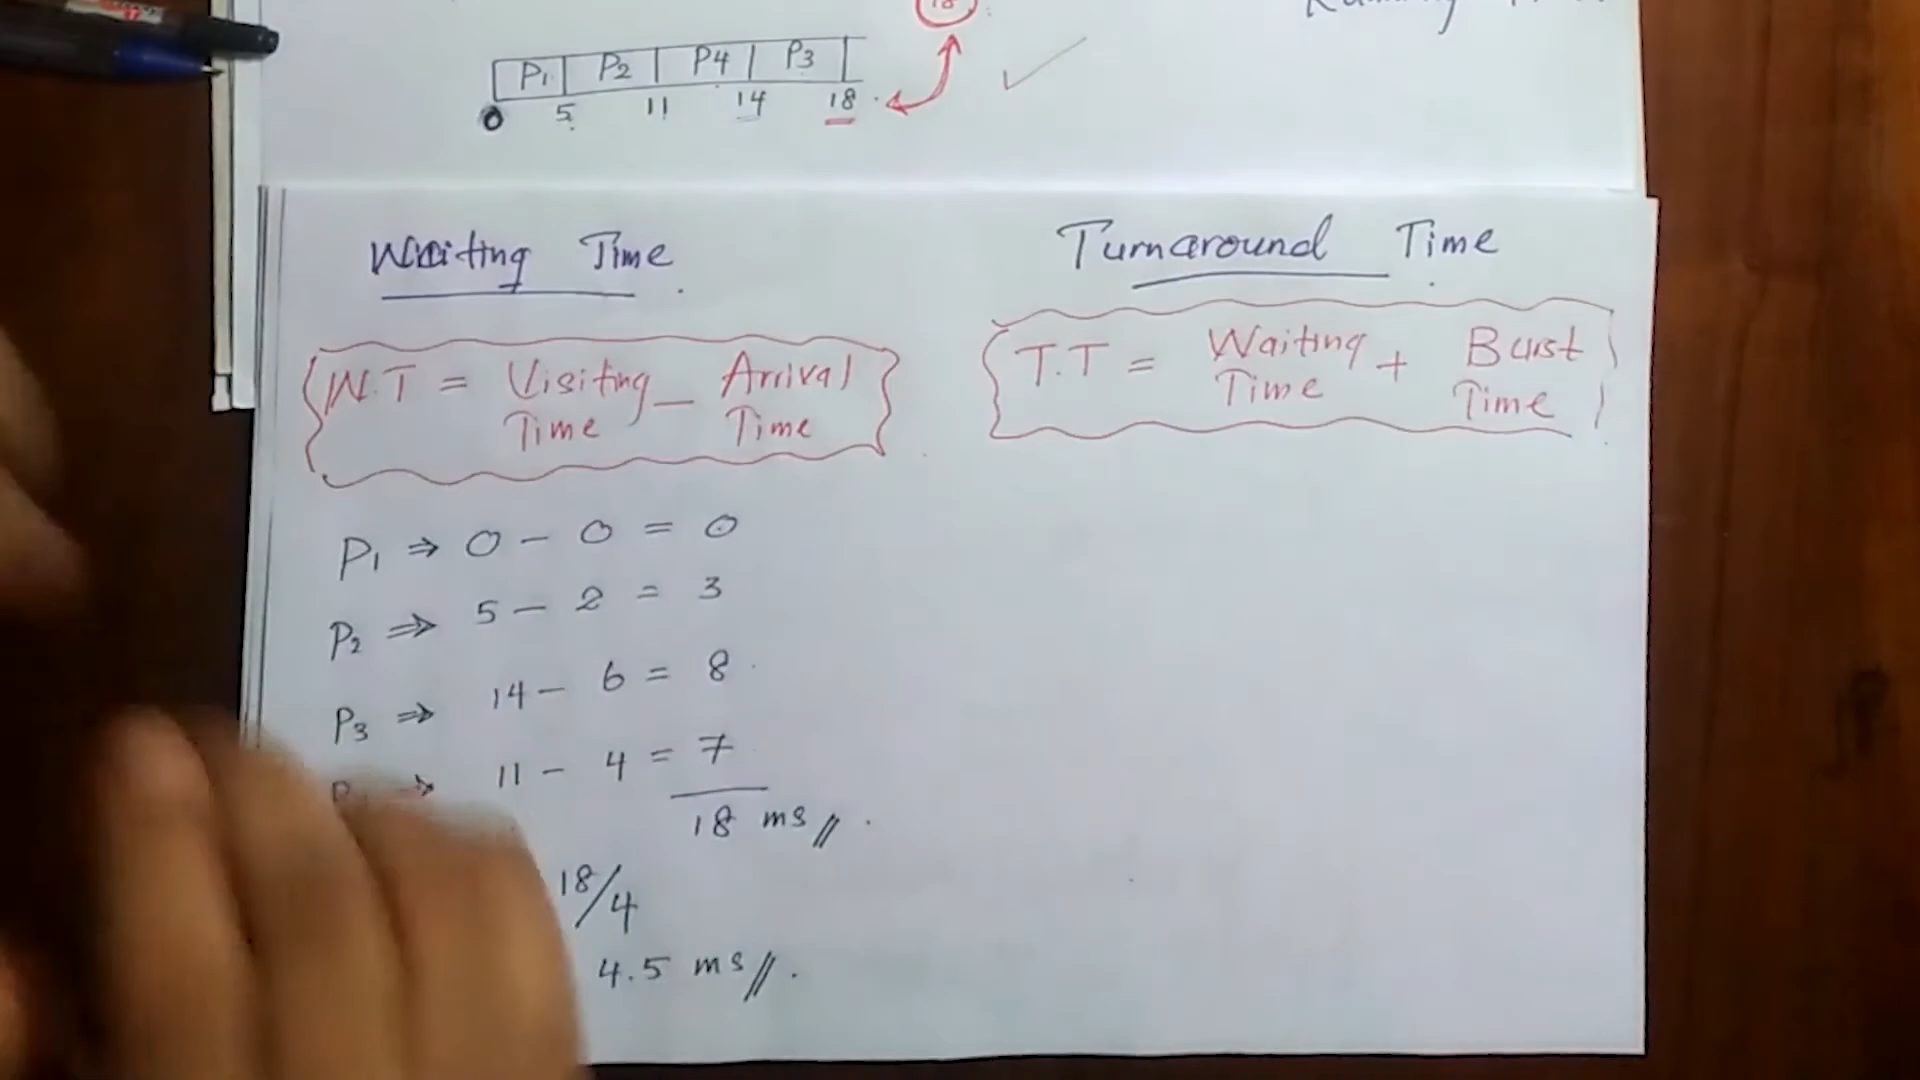 18
P1 P2 P4 P3
0 5 11 14 18
Waiting Time
W.T = Visiting Time - Arrival Time
P1 ⇒ 0 - 0 = 0
P2 ⇒ 5 - 2 = 3
P3 ⇒ 14 - 6 = 8
11 - 4 = 7
18 ms
18/4
4.5 ms
Turnaround Time
T.T = Waiting Time + Burst Time